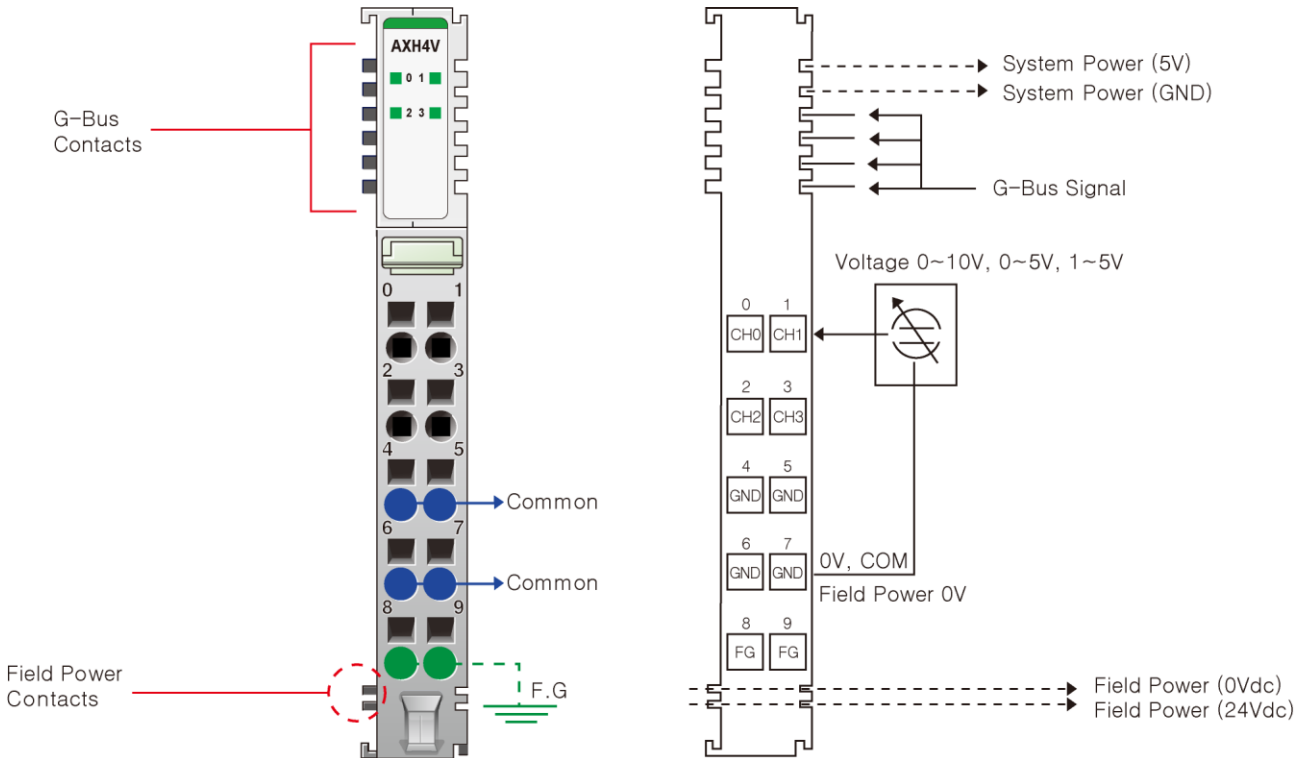 AXH4V
0 1
2 3
G-Bus
Contacts
0 1
2 3
4 5
Common
6 7
Common
8 9
Field Power
Contacts
F.G
System Power (5V)
System Power (GND)
G-Bus Signal
Voltage 0~10V, 0~5V, 1~5V
0 1
CH0 CH1
2 3
CH2 CH3
4 5
GND GND
6 7
GND GND
0V, COM
Field Power 0V
8 9
FG FG
Field Power (0Vdc)
Field Power (24Vdc)